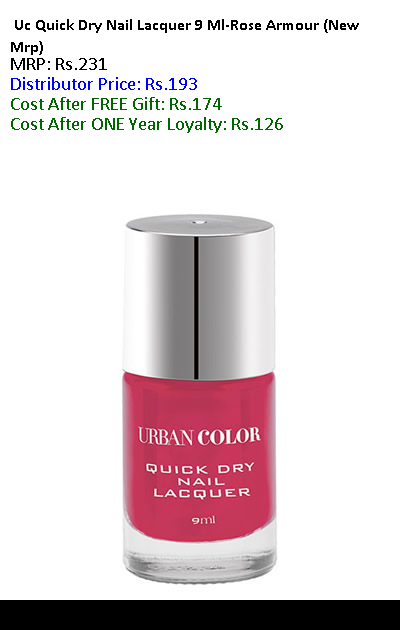 Uc Quick Dry Nail Lacquer 9 Ml-Rose Armour (New
Mrp)
MRP: Rs.231
Distributor Price: Rs.193
Cost After FREE Gift: Rs.174
Cost After ONE Year Loyalty: Rs.126
URBAN COLOR
QUICK DRY
NAIL
LACQUER
9ml